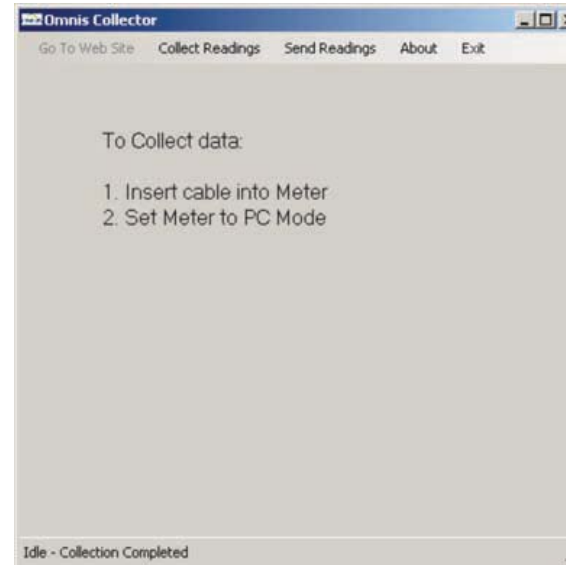 Omnis Collector
Go To Web Site Collect Readings Send Readings About Exit
To Collect data:
1. Insert cable into Meter
2. Set Meter to PC Mode
Idle - Collection Completed